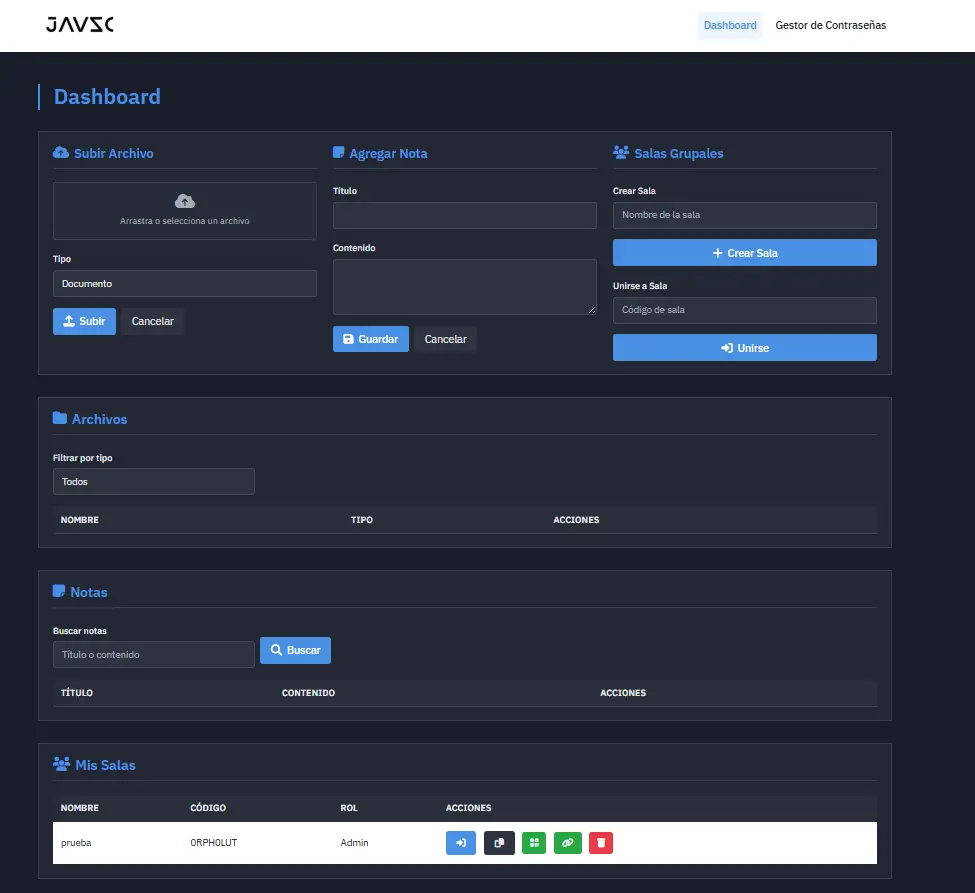 JAVSC
Dashboard
Gestor de Contraseñas
Dashboard
Subir Archivo
Arrastra o selecciona un archivo
Tipo
Documento
Subir
Cancelar
Agregar Nota
Título
Contenido
Guardar
Cancelar
Salas Grupales
Crear Sala
Nombre de la sala
Crear Sala
Unirse a Sala
Código de sala
Unirse
Archivos
Filtrar por tipo
Todos
NOMBRE TIPO ACCIONES
Notas
Buscar notas
Título o contenido
Buscar
TÍTULO CONTENIDO ACCIONES
Mis Salas
NOMBRE CÓDIGO ROL ACCIONES
prueba 0RPH0LUT Admin